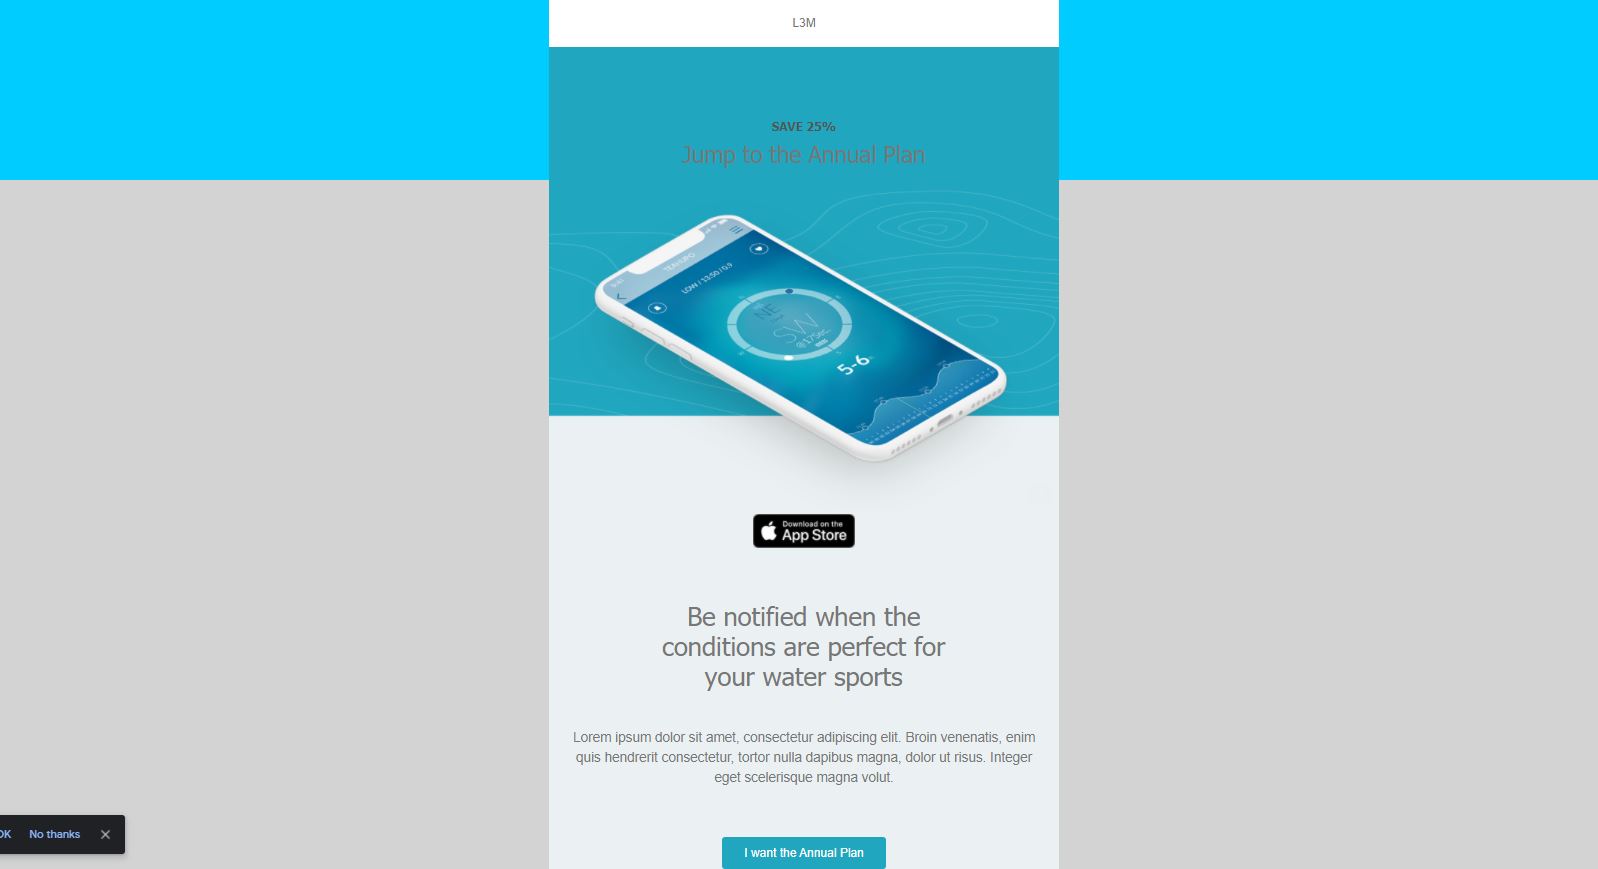 L3M
SAVE 25%
Jump to the Annual Plan
9:41
TEAHUPO
LOW / 13:50 / 0.9
NE
SW
@17Sec.
5-6
Download on the
App Store
Be notified when the
conditions are perfect for
your water sports
Lorem ipsum dolor sit amet, consectetur adipiscing elit. Broin venenatis, enim
quis hendrerit consectetur, tortor nulla dapibus magna, dolor ut risus. Integer
eget scelerisque magna volut.
OK No thanks
I want the Annual Plan